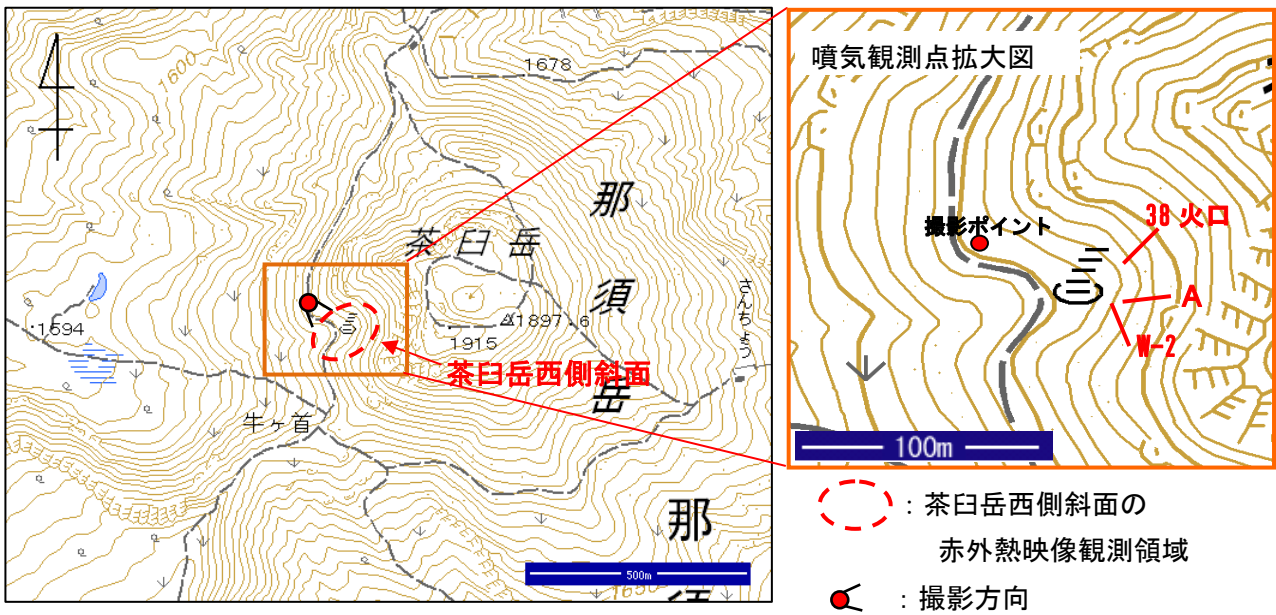 1600
1678
那
須
岳
茶臼岳
さんちょう
1694
1897.6
1915
茶臼岳西側斜面
牛ヶ首
那
500m
1650
噴気観測点拡大図
撮影ポイント
38 火口
A
W-2
100m
：茶臼岳西側斜面の
赤外熱映像観測領域
：撮影方向